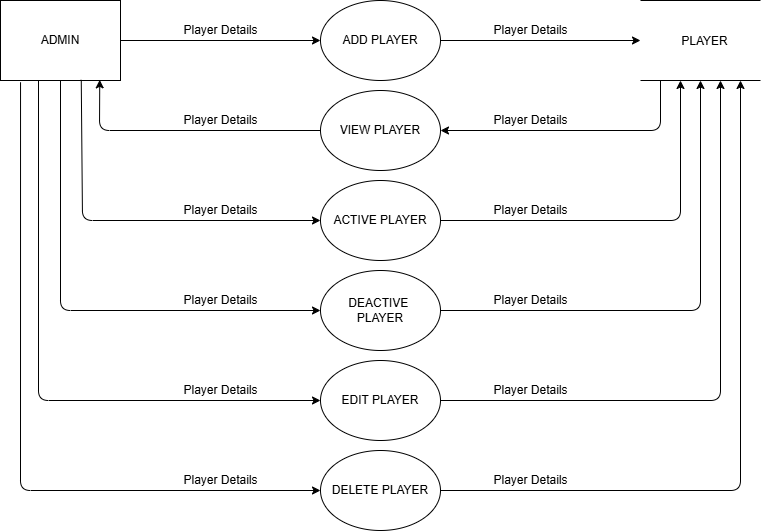 ADMIN
Player Details
ADD PLAYER
Player Details
PLAYER
Player Details
VIEW PLAYER
Player Details
Player Details
ACTIVE PLAYER
Player Details
Player Details
DEACTIVE
PLAYER
Player Details
Player Details
EDIT PLAYER
Player Details
Player Details
DELETE PLAYER
Player Details